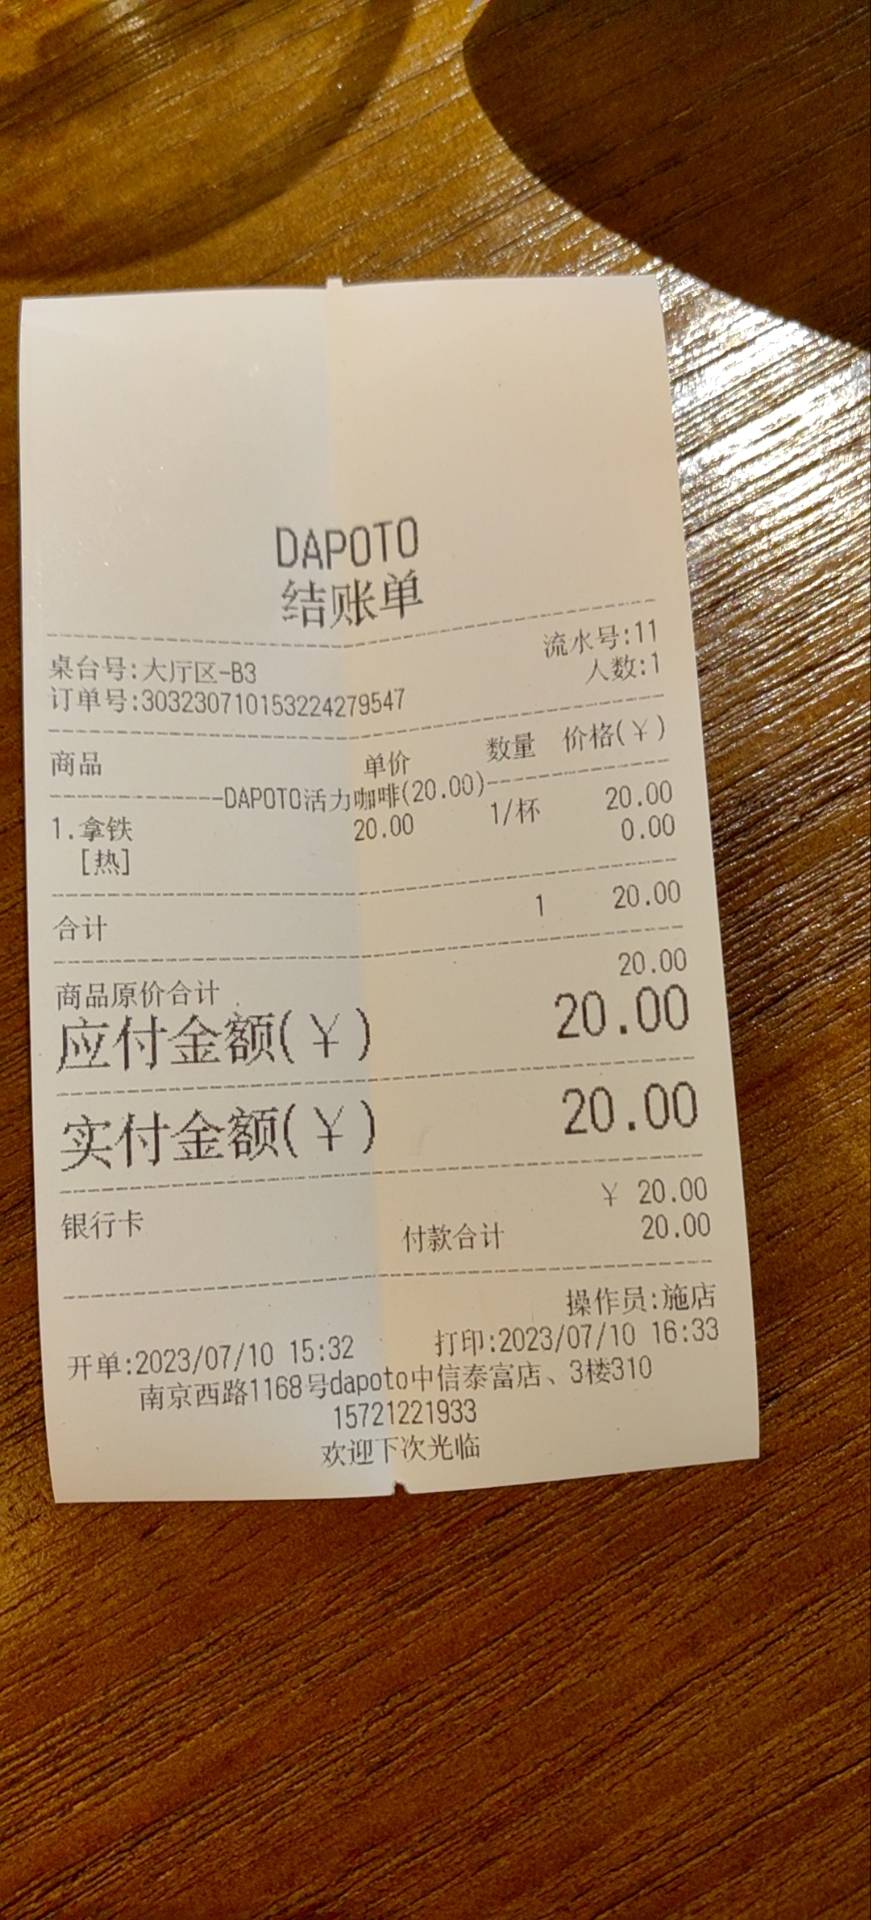 DAPOTO
结账单
流水号:11
桌台号:大厅区-B3
人数:1
订单号:303230710153224279547
商品 单价 数量 价格(¥)
-DAPOTO活力咖啡(20.00)-
1.拿铁 20.00 1/杯 20.00
[热] 0.00
合计 1 20.00
商品原价合计 20.00
应付金额(¥) 20.00
实付金额(¥) 20.00
银行卡 ¥ 20.00
付款合计 20.00
操作员:施店
开单:2023/07/10 15:32 打印:2023/07/10 16:33
南京西路1168号dapoto中信泰富店、3楼310
15721221933
欢迎下次光临